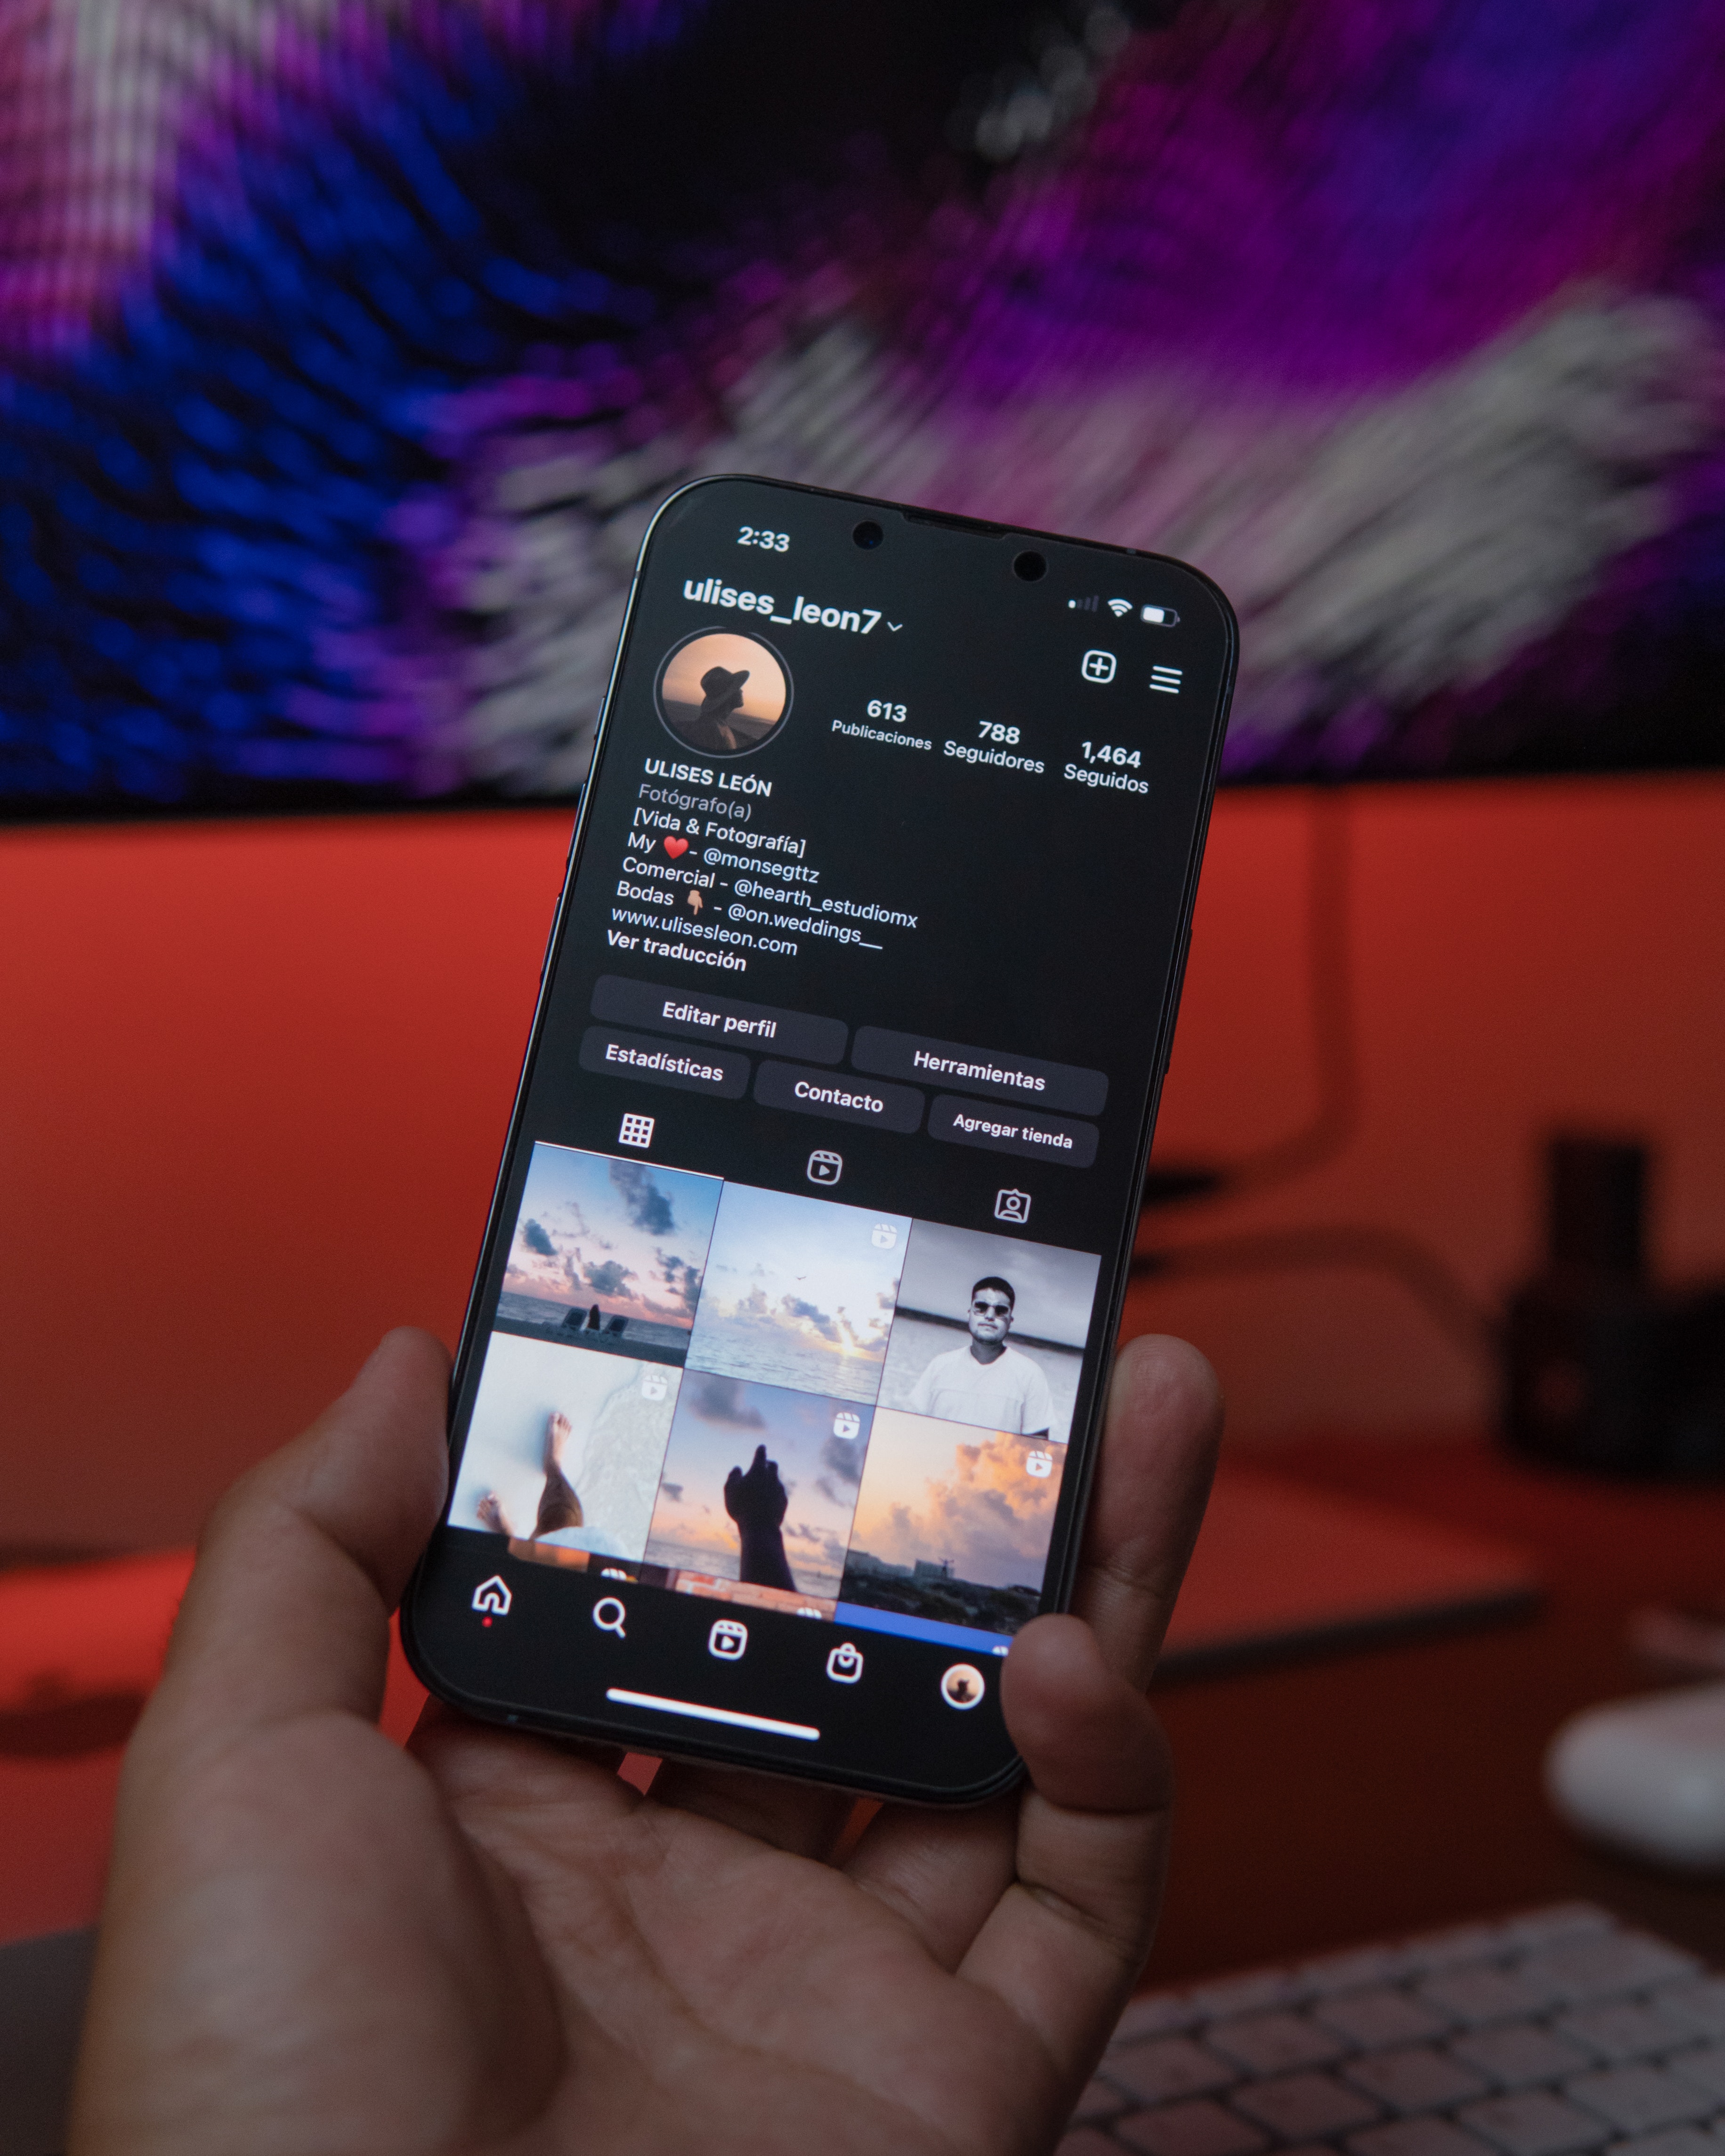 2:33
ulises_leon7
613
Publicaciones
788
Seguidores
1,464
Seguidos
ULISES LEÓN
Fotógrafo(a)
[Vida & Fotografía]
My ❤️- @monsegttz
Comercial - @hearth_estudiomx
Bodas 👇🏼 - @on.weddings__
www.ulisesleon.com
Ver traducción
Editar perfil
Herramientas
Estadísticas
Contacto
Agregar tienda